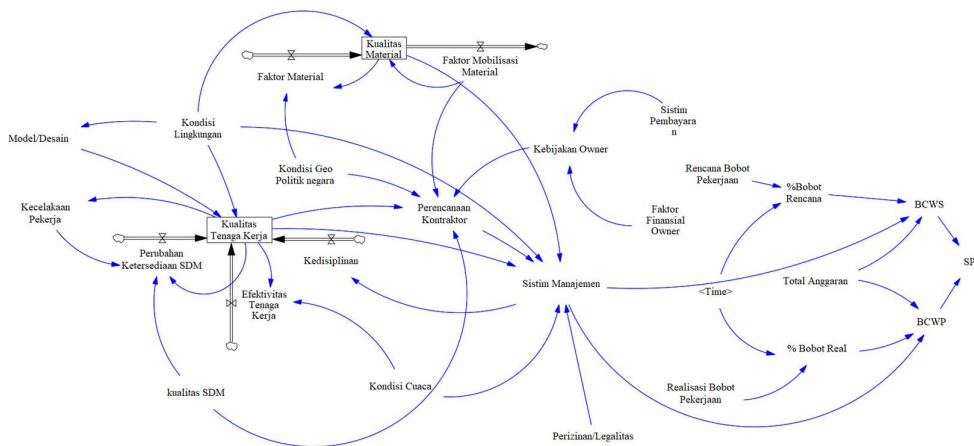 Kualitas
Material
Faktor Material
Faktor Mobilisasi
Material
Sistim
Pembayara
n
Kondisi
Lingkungan
Model/Desain
Kebijakan Owner
Kondisi Geo
Politik negara
Rencana Bobot
Pekerjaan
%Bobot
Rencana
Kecelakaan
Pekerja
Perencanaan
Kontraktor
BCWS
Faktor
Finansial Owner
Kualitas
Tenaga Kerja
Perubahan
Ketersediaan SDM
Kedisiplinan
SPI
Sistim Manajemen
Total Anggaran
<Time>
Efektivitas
Tenaga
Kerja
BCWP
% Bobot Real
kualitas SDM
Kondisi Cuaca
Realisasi Bobot
Pekerjaan
Perizinan/Legalitas